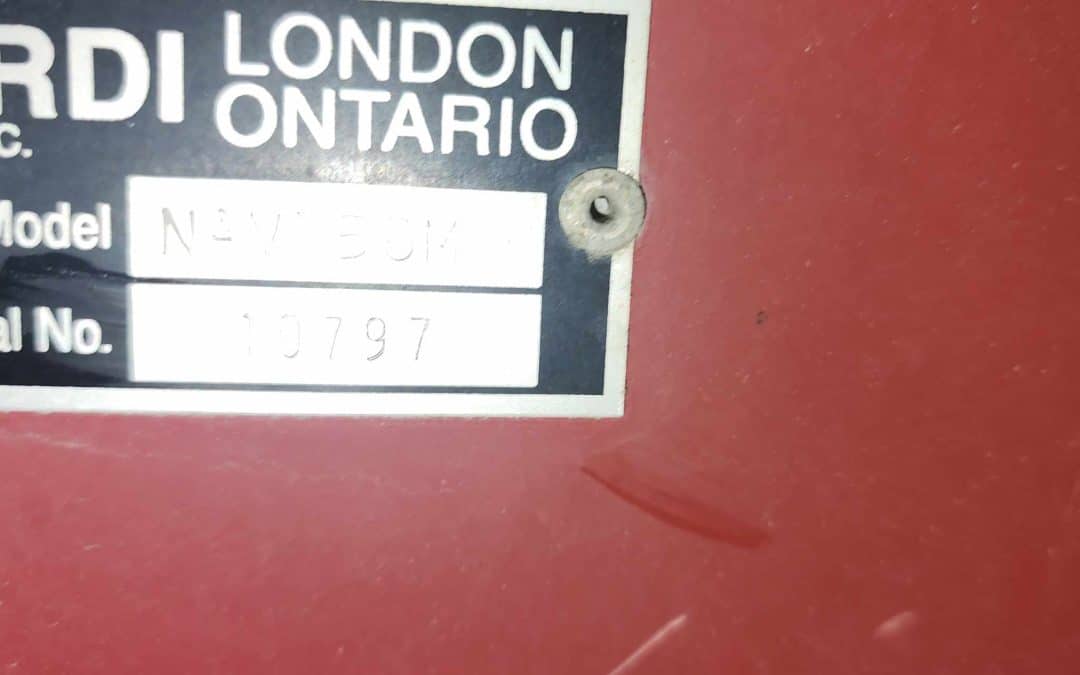 RDI LONDON
ONTARIO
C.
Model
al No. 10797